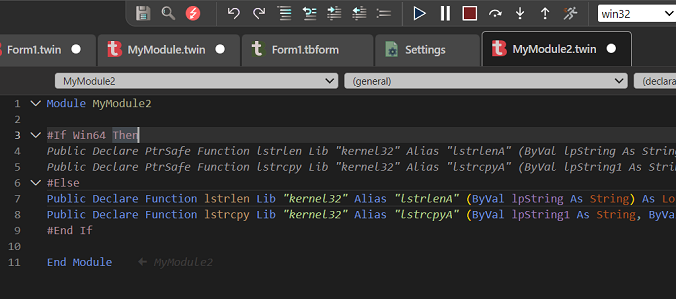 win32
Form1.twin
MyModule.twin
Form1.tbform
Settings
MyModule2.twin
MyModule2
(general)
(declara
1 Module MyModule2
2
3 #If Win64 Then
4 Public Declare PtrSafe Function lstrlen Lib "kernel32" Alias "lstrlenA" (ByVal lpString As String
5 Public Declare PtrSafe Function lstrcpy Lib "kernel32" Alias "lstrcpyA" (ByVal lpString1 As Strin
6 #Else
7 Public Declare Function lstrlen Lib "kernel32" Alias "lstrlenA" (ByVal lpString As String) As Lo
8 Public Declare Function lstrcpy Lib "kernel32" Alias "lstrcpyA" (ByVal lpString1 As String, ByVa
9 #End If
10
11 End Module ← MyModule2